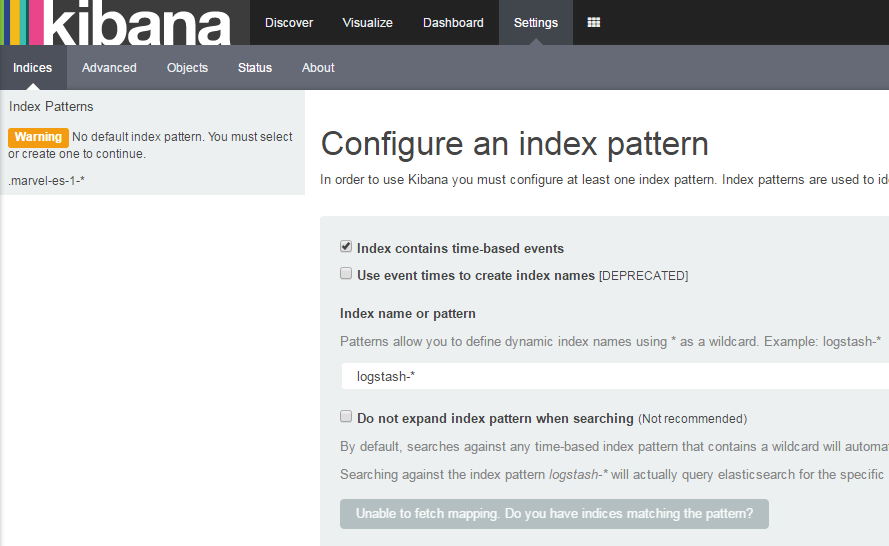 kibana
Discover Visualize Dashboard Settings
Indices Advanced Objects Status About
Index Patterns
Warning No default index pattern. You must select
or create one to continue.
.marvel-es-1-*
Configure an index pattern
In order to use Kibana you must configure at least one index pattern. Index patterns are used to id
Index contains time-based events
Use event times to create index names [DEPRECATED]
Index name or pattern
Patterns allow you to define dynamic index names using * as a wildcard. Example: logstash-*
logstash-*
Do not expand index pattern when searching (Not recommended)
By default, searches against any time-based index pattern that contains a wildcard will automa
Searching against the index pattern logstash-* will actually query elasticsearch for the specific
Unable to fetch mapping. Do you have indices matching the pattern?